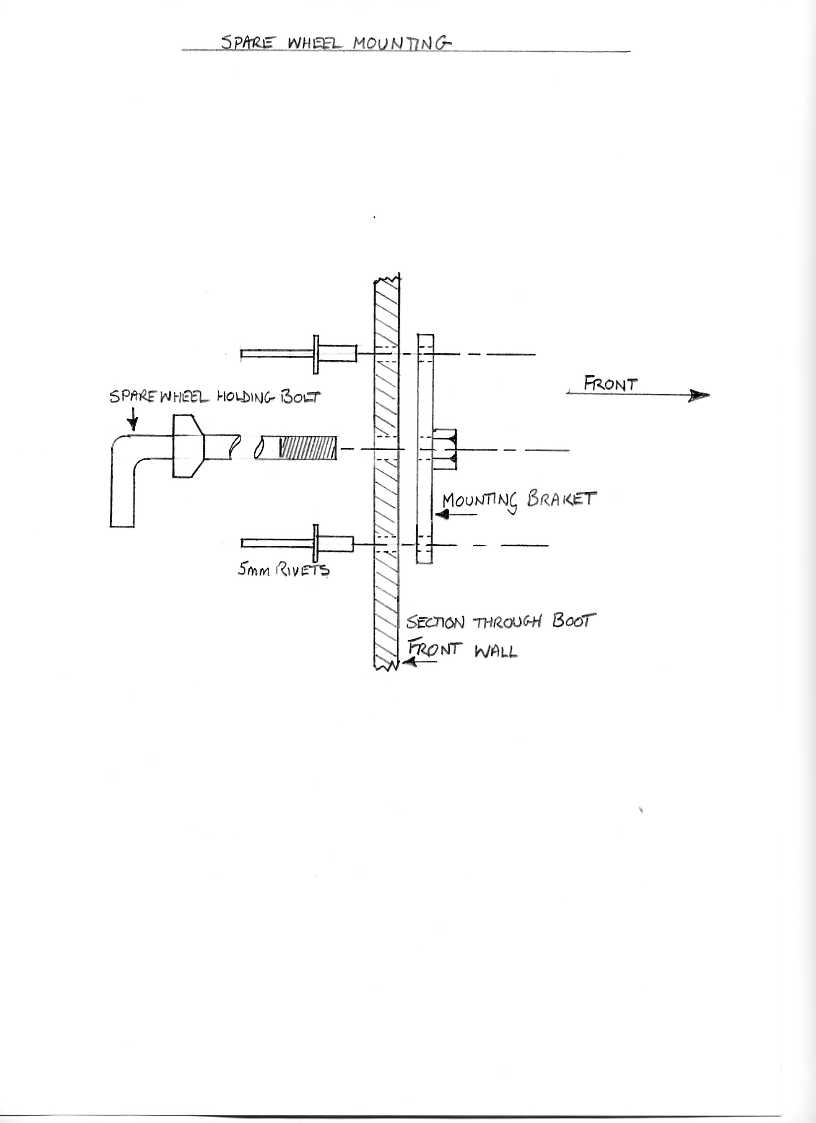 SPARE WHEEL MOUNTING
FRONT
SPARE WHEEL HOLDING BOLT
MOUNTING BRAKET
5mm RIVETS
SECTION THROUGH BOOT
FRONT WALL